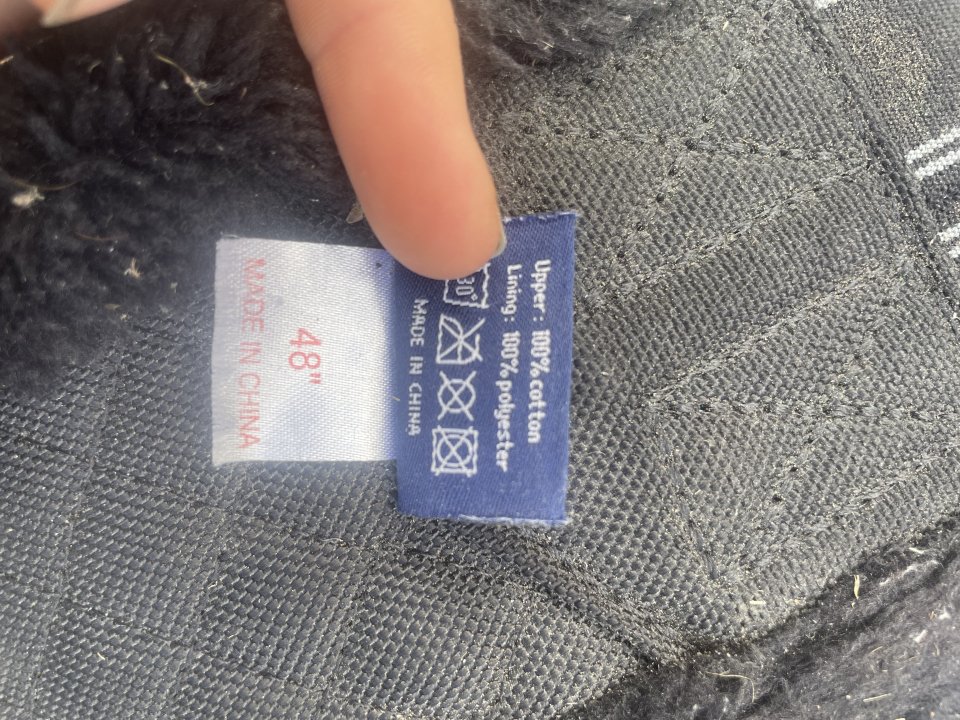 Upper: 100% cotton
Lining: 100% polyester
30°
MADE IN CHINA
48"
MADE IN CHINA